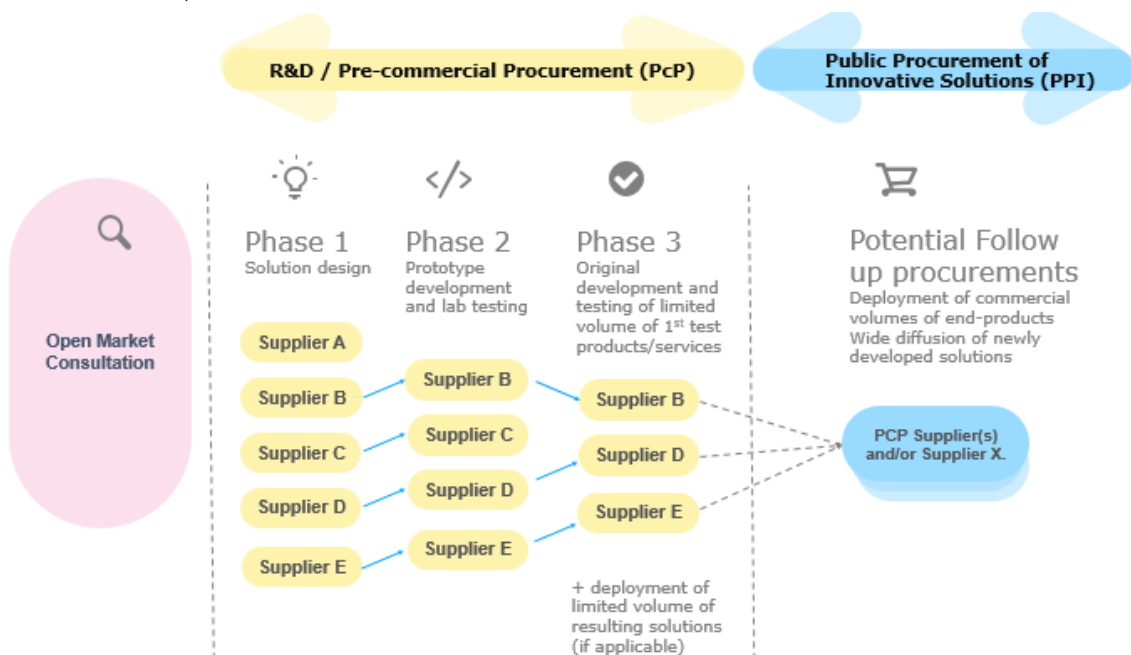 R&D / Pre-commercial Procurement (PcP)
Public Procurement of
Innovative Solutions (PPI)
Open Market
Consultation
Phase 1
Solution design
Supplier A
Supplier B
Supplier C
Supplier D
Supplier E
</>
Phase 2
Prototype
development
and lab testing
Supplier B
Supplier C
Supplier D
Supplier E
Phase 3
Original
development and
testing of limited
volume of 1st test
products/services
Supplier B
Supplier D
Supplier E
+ deployment of
limited volume of
resulting solutions
(if applicable)
Potential Follow
up procurements
Deployment of commercial
volumes of end-products
Wide diffusion of newly
developed solutions
PCP Supplier(s)
and/or Supplier X.